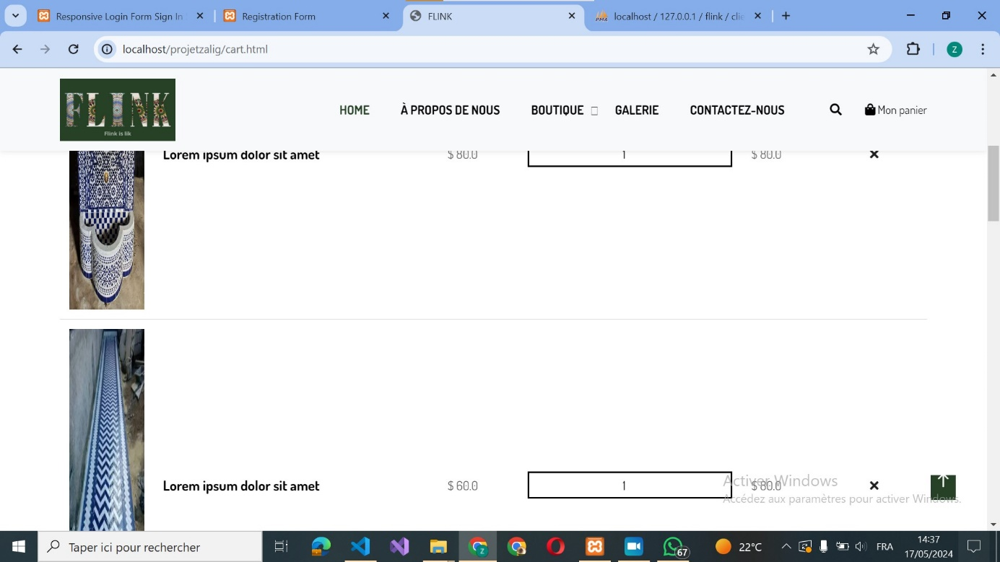 Responsive Login Form Sign In
Registration Form
FLINK
localhost / 127.0.0.1 / flink / clie
localhost/projetzalig/cart.html
Z
FLINK
Flink is lik
HOME
À PROPOS DE NOUS
BOUTIQUE
GALERIE
CONTACTEZ-NOUS
Mon panier
Lorem ipsum dolor sit amet
$ 80.0
1
$ 80.0
Lorem ipsum dolor sit amet
$ 60.0
1
$ 80.0
Activer Windows
Accédez aux paramètres pour activer Windows.
Taper ici pour rechercher
67
22°C
FRA
14:37
17/05/2024